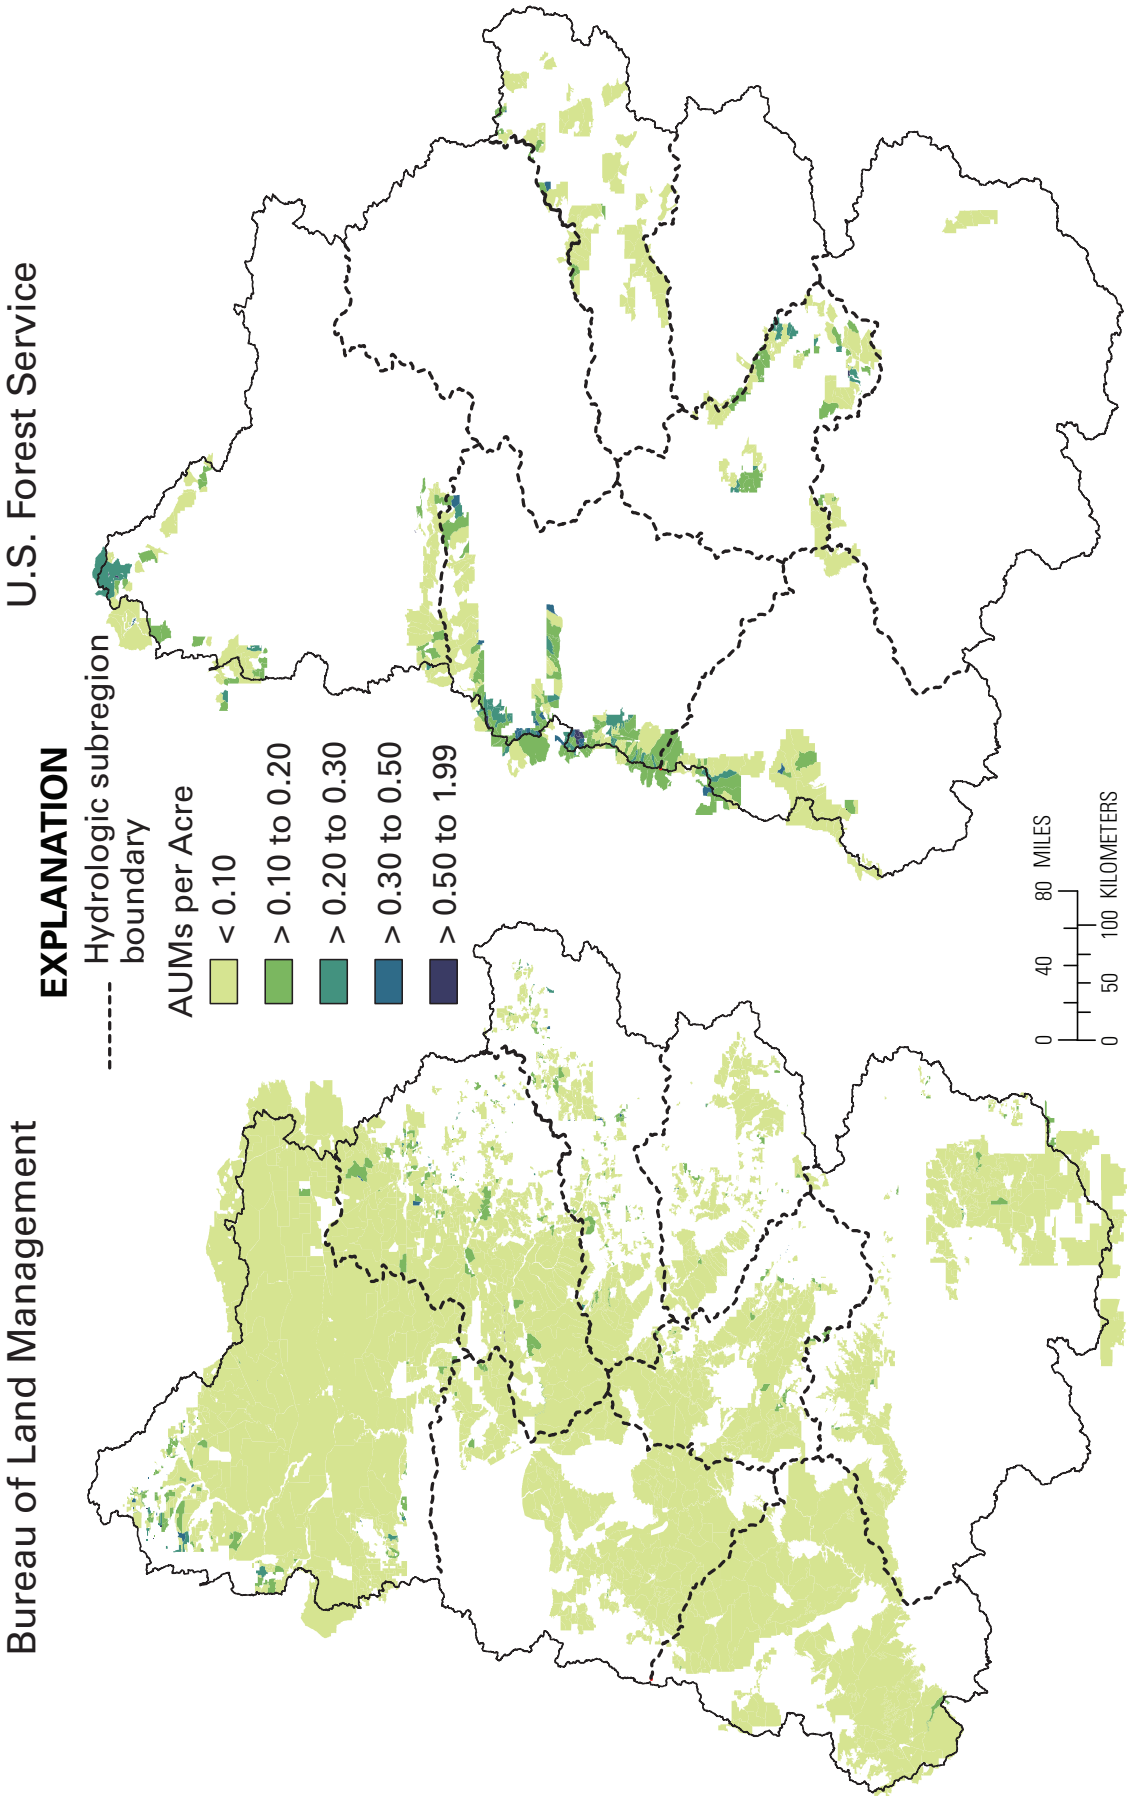 Bureau of Land Management
U.S. Forest Service
EXPLANATION
Hydrologic subregion
boundary
AUMs per Acre
< 0.10
> 0.10 to 0.20
> 0.20 to 0.30
> 0.30 to 0.50
> 0.50 to 1.99
0 40 80 MILES
0 50 100 KILOMETERS